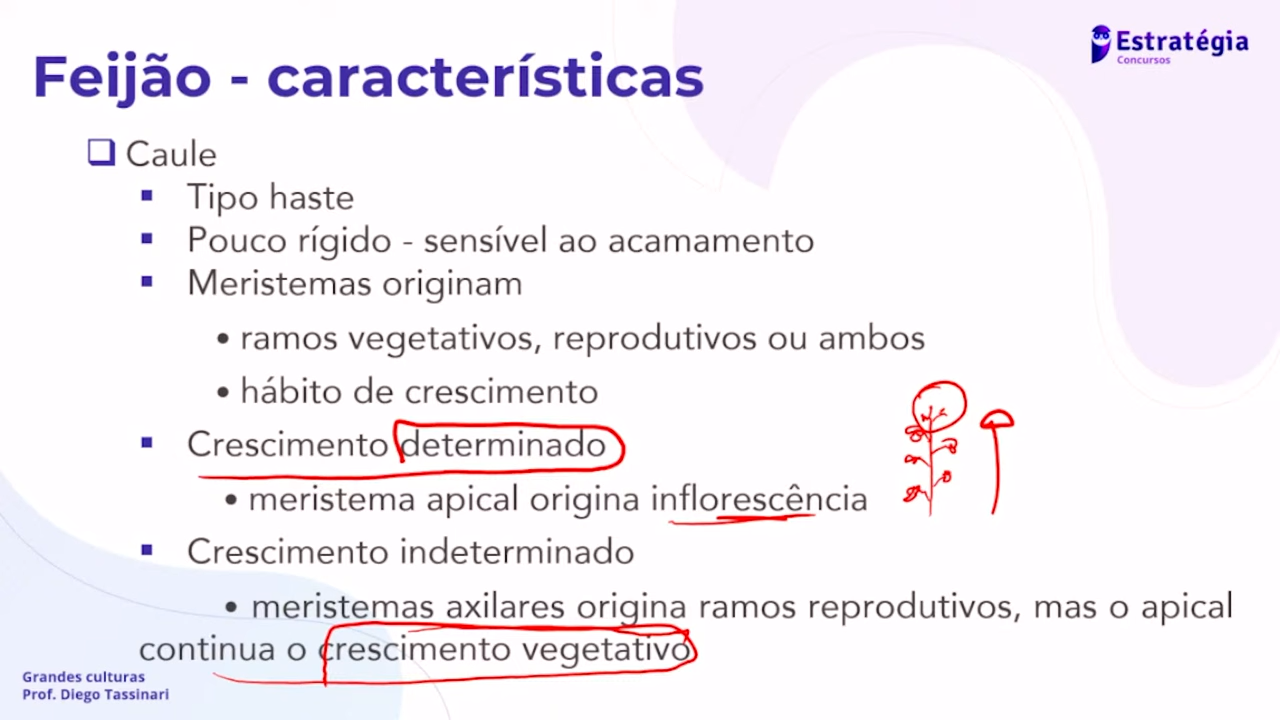 Estratégia
Concursos
Feijão - características
Caule
Tipo haste
Pouco rígido - sensível ao acamamento
Meristemas originam
• ramos vegetativos, reprodutivos ou ambos
• hábito de crescimento
Crescimento determinado
• meristema apical origina inflorescência
Crescimento indeterminado
• meristemas axilares origina ramos reprodutivos, mas o apical
continua o crescimento vegetativo
Grandes culturas
Prof. Diego Tassinari